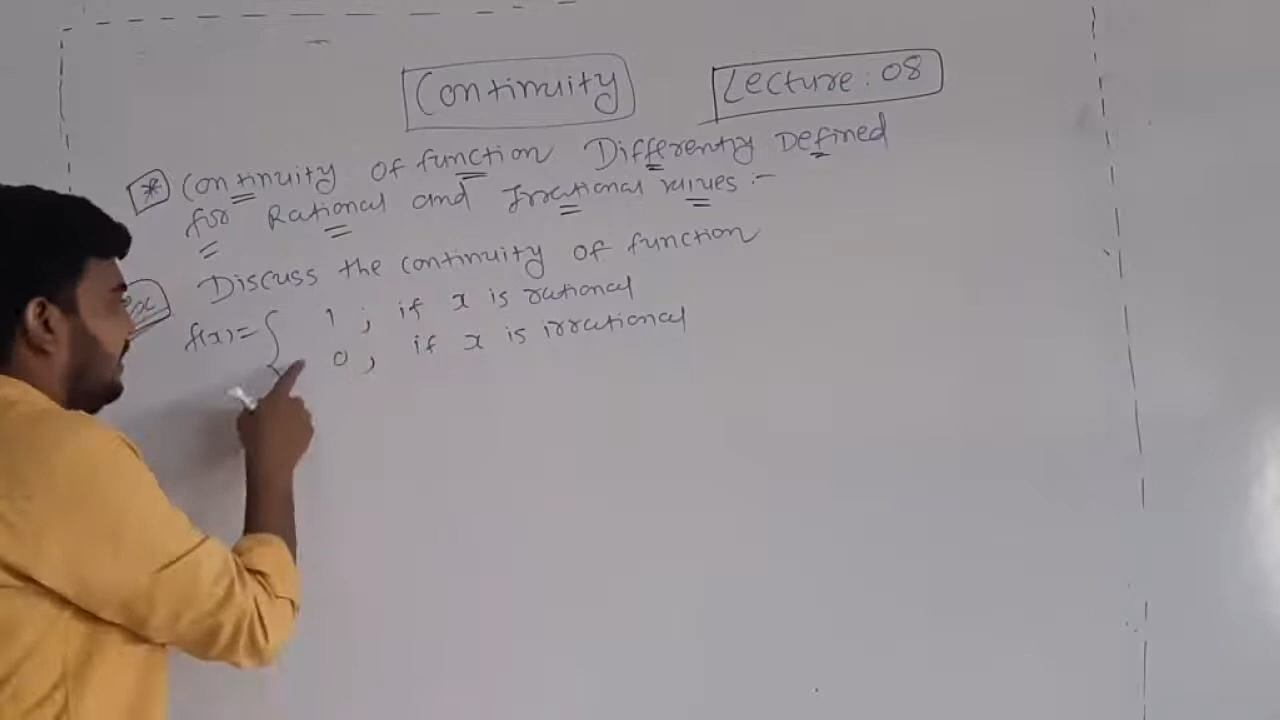 Continuity
Lecture: 08
* Continuity of function Differently Defined
for Rational and Irrational values :-
Ex Discuss the continuity of function
f(x)= { 1 ; if x is rational
0 ; if x is irrational